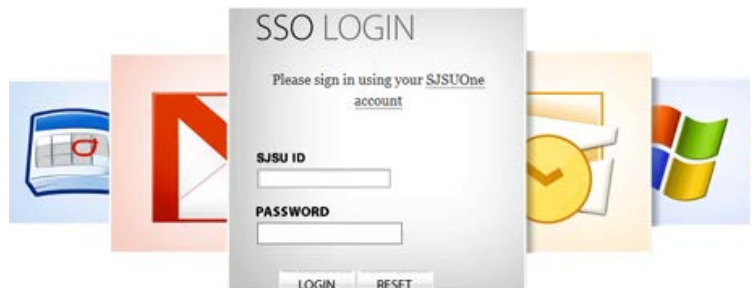 SSO LOGIN
Please sign in using your SJSUOne
account
SJSU ID
PASSWORD
LOGIN RESET